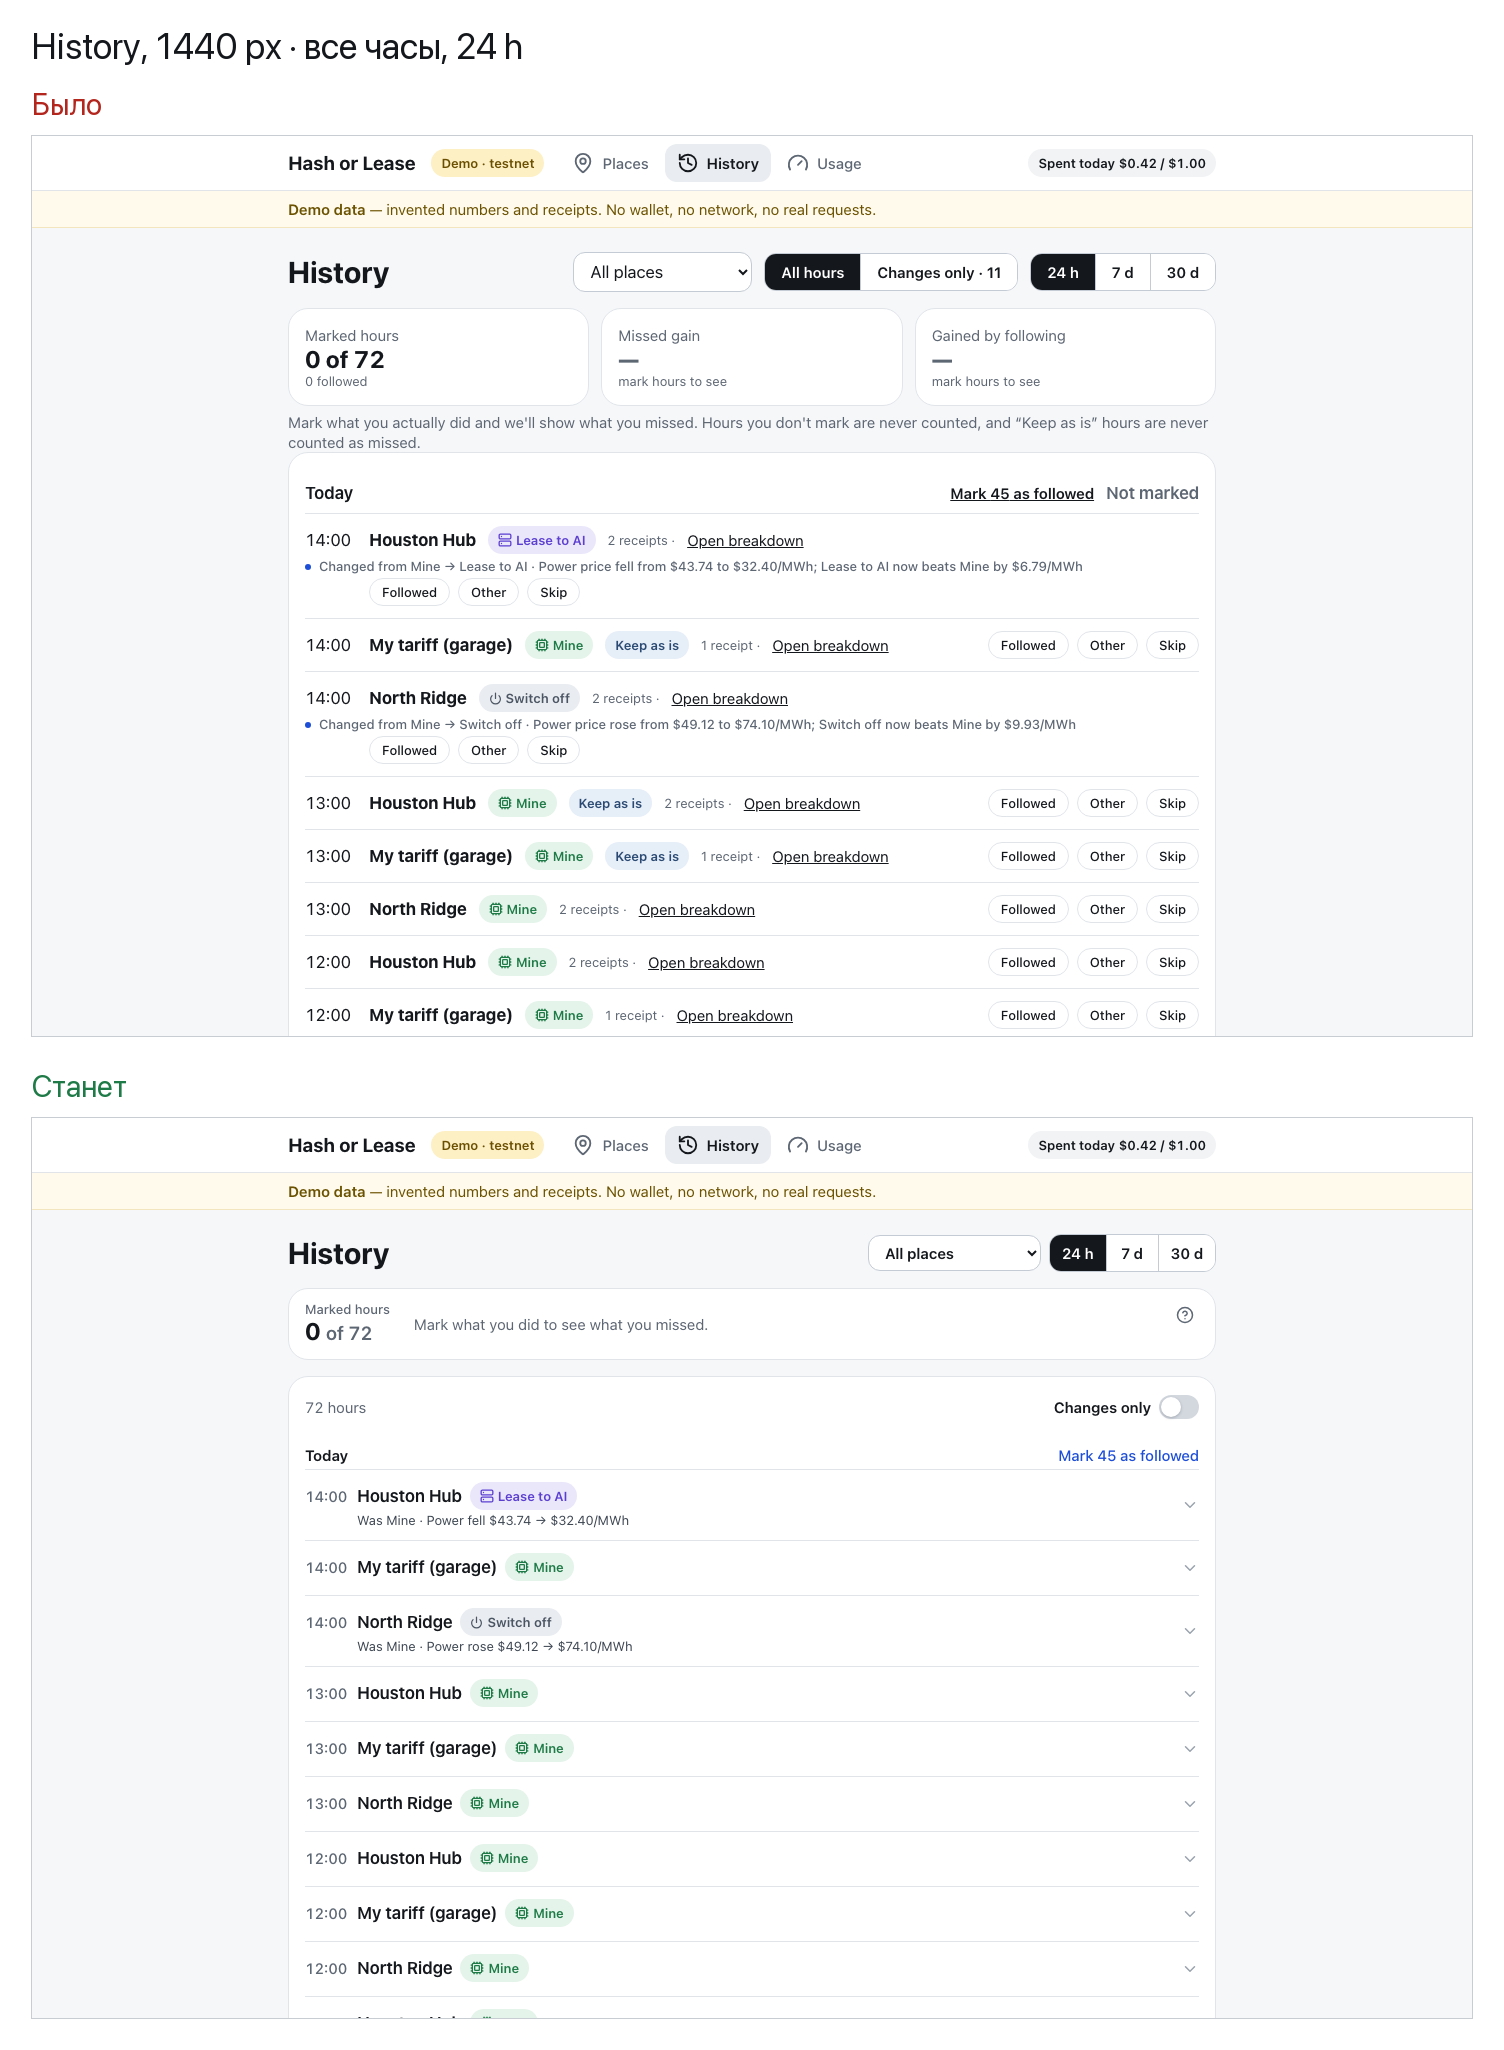 History, 1440 px · все часы, 24 h
Было
Hash or Lease Demo · testnet Places History Usage Spent today $0.42 / $1.00
Demo data — invented numbers and receipts. No wallet, no network, no real requests.
History All places All hours Changes only · 11 24 h 7 d 30 d
Marked hours Missed gain Gained by following
0 of 72 — —
0 followed mark hours to see mark hours to see
Mark what you actually did and we'll show what you missed. Hours you don't mark are never counted, and “Keep as is” hours are never
counted as missed.
Today Mark 45 as followed Not marked
14:00 Houston Hub Lease to AI 2 receipts · Open breakdown
Changed from Mine → Lease to AI · Power price fell from $43.74 to $32.40/MWh; Lease to AI now beats Mine by $6.79/MWh
Followed Other Skip
14:00 My tariff (garage) Mine Keep as is 1 receipt · Open breakdown Followed Other Skip
14:00 North Ridge Switch off 2 receipts · Open breakdown
Changed from Mine → Switch off · Power price rose from $49.12 to $74.10/MWh; Switch off now beats Mine by $9.93/MWh
Followed Other Skip
13:00 Houston Hub Mine Keep as is 2 receipts · Open breakdown Followed Other Skip
13:00 My tariff (garage) Mine Keep as is 1 receipt · Open breakdown Followed Other Skip
13:00 North Ridge Mine 2 receipts · Open breakdown Followed Other Skip
12:00 Houston Hub Mine 2 receipts · Open breakdown Followed Other Skip
12:00 My tariff (garage) Mine 1 receipt · Open breakdown Followed Other Skip
Станет
Hash or Lease Demo · testnet Places History Usage Spent today $0.42 / $1.00
Demo data — invented numbers and receipts. No wallet, no network, no real requests.
History All places 24 h 7 d 30 d
Marked hours
0 of 72 Mark what you did to see what you missed.
72 hours Changes only
Today Mark 45 as followed
14:00 Houston Hub Lease to AI
Was Mine · Power fell $43.74 → $32.40/MWh
14:00 My tariff (garage) Mine
14:00 North Ridge Switch off
Was Mine · Power rose $49.12 → $74.10/MWh
13:00 Houston Hub Mine
13:00 My tariff (garage) Mine
13:00 North Ridge Mine
12:00 Houston Hub Mine
12:00 My tariff (garage) Mine
12:00 North Ridge Mine